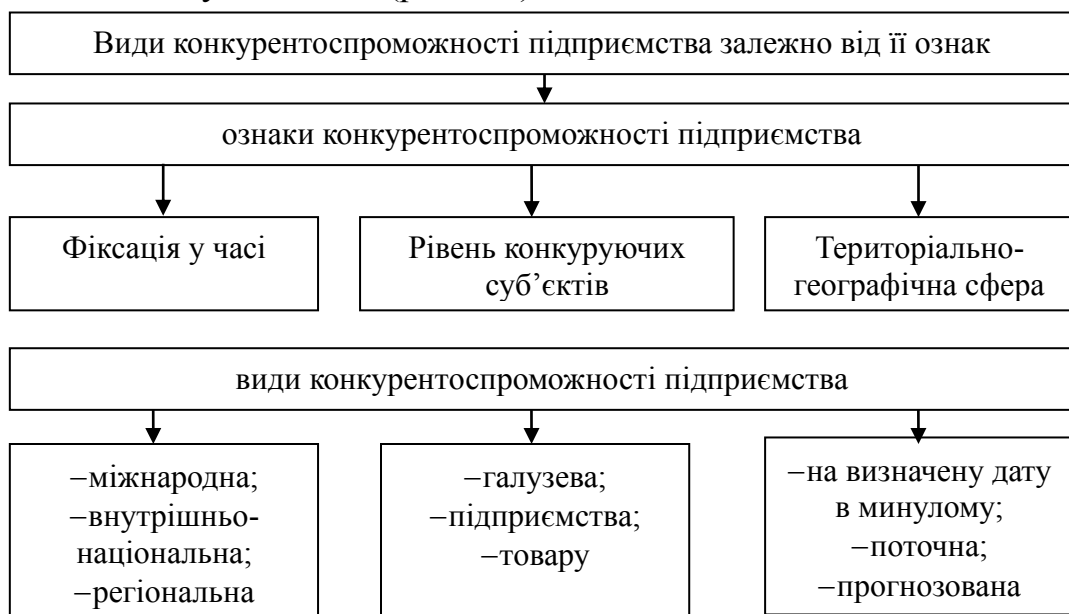 Види конкурентоспроможності підприємства залежно від її ознак
ознаки конкурентоспроможності підприємства
Фіксація у часі
Рівень конкуруючих
суб’єктів
Територіально-
географічна сфера
види конкурентоспроможності підприємства
–міжнародна;
–внутрішньо-
національна;
–регіональна
–галузева;
–підприємства;
–товару
–на визначену дату
в минулому;
–поточна;
–прогнозована